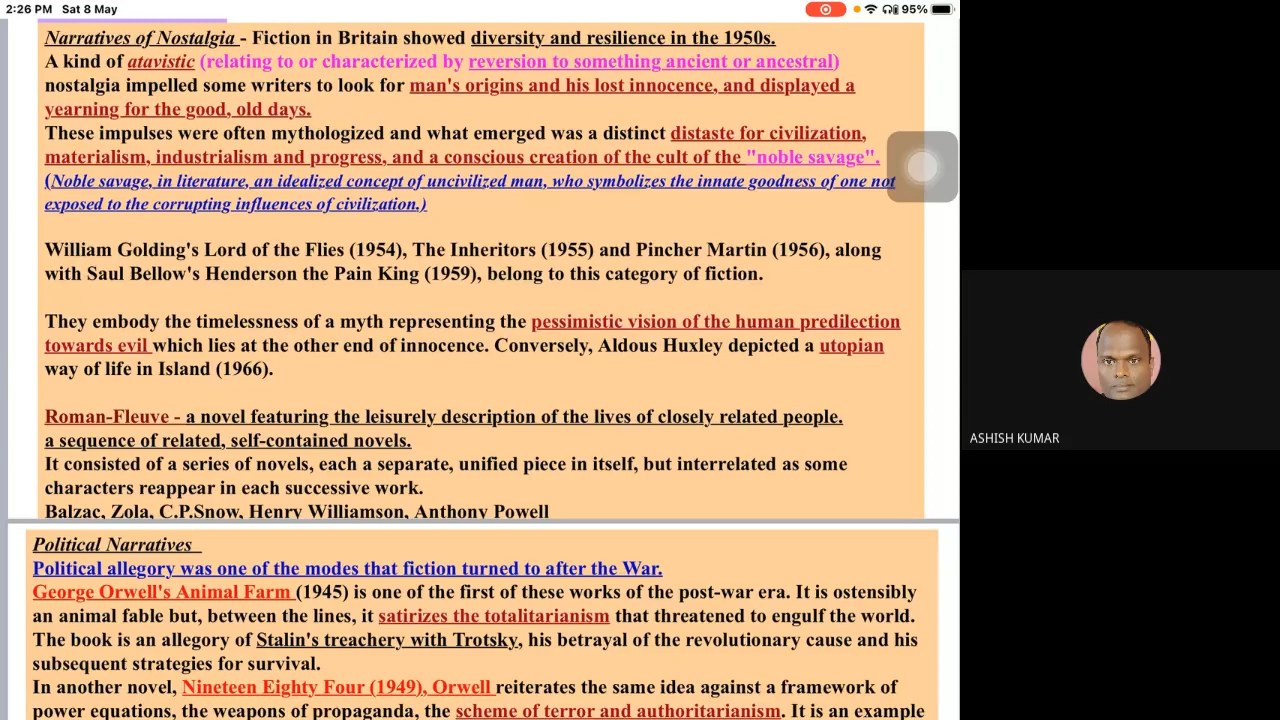 2:26 PM Sat 8 May 95%
Narratives of Nostalgia - Fiction in Britain showed diversity and resilience in the 1950s.
A kind of atavistic (relating to or characterized by reversion to something ancient or ancestral)
nostalgia impelled some writers to look for man's origins and his lost innocence, and displayed a
yearning for the good, old days.
These impulses were often mythologized and what emerged was a distinct distaste for civilization,
materialism, industrialism and progress, and a conscious creation of the cult of the "noble savage".
(Noble savage, in literature, an idealized concept of uncivilized man, who symbolizes the innate goodness of one not
exposed to the corrupting influences of civilization.)
William Golding's Lord of the Flies (1954), The Inheritors (1955) and Pincher Martin (1956), along
with Saul Bellow's Henderson the Pain King (1959), belong to this category of fiction.
They embody the timelessness of a myth representing the pessimistic vision of the human predilection
towards evil which lies at the other end of innocence. Conversely, Aldous Huxley depicted a utopian
way of life in Island (1966).
Roman-Fleuve - a novel featuring the leisurely description of the lives of closely related people.
a sequence of related, self-contained novels.
It consisted of a series of novels, each a separate, unified piece in itself, but interrelated as some
characters reappear in each successive work.
Balzac, Zola, C.P.Snow, Henry Williamson, Anthony Powell
Political Narratives
Political allegory was one of the modes that fiction turned to after the War.
George Orwell's Animal Farm (1945) is one of the first of these works of the post-war era. It is ostensibly
an animal fable but, between the lines, it satirizes the totalitarianism that threatened to engulf the world.
The book is an allegory of Stalin's treachery with Trotsky, his betrayal of the revolutionary cause and his
subsequent strategies for survival.
In another novel, Nineteen Eighty Four (1949), Orwell reiterates the same idea against a framework of
power equations, the weapons of propaganda, the scheme of terror and authoritarianism. It is an example
ASHISH KUMAR